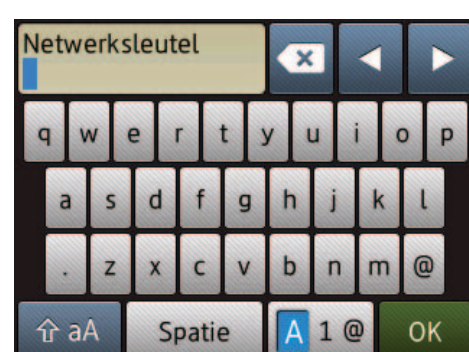 Netwerksleutel
q w e r t y u i o p
a s d f g h j k l
. z x c v b n m @
aA Spatie A 1 @ OK